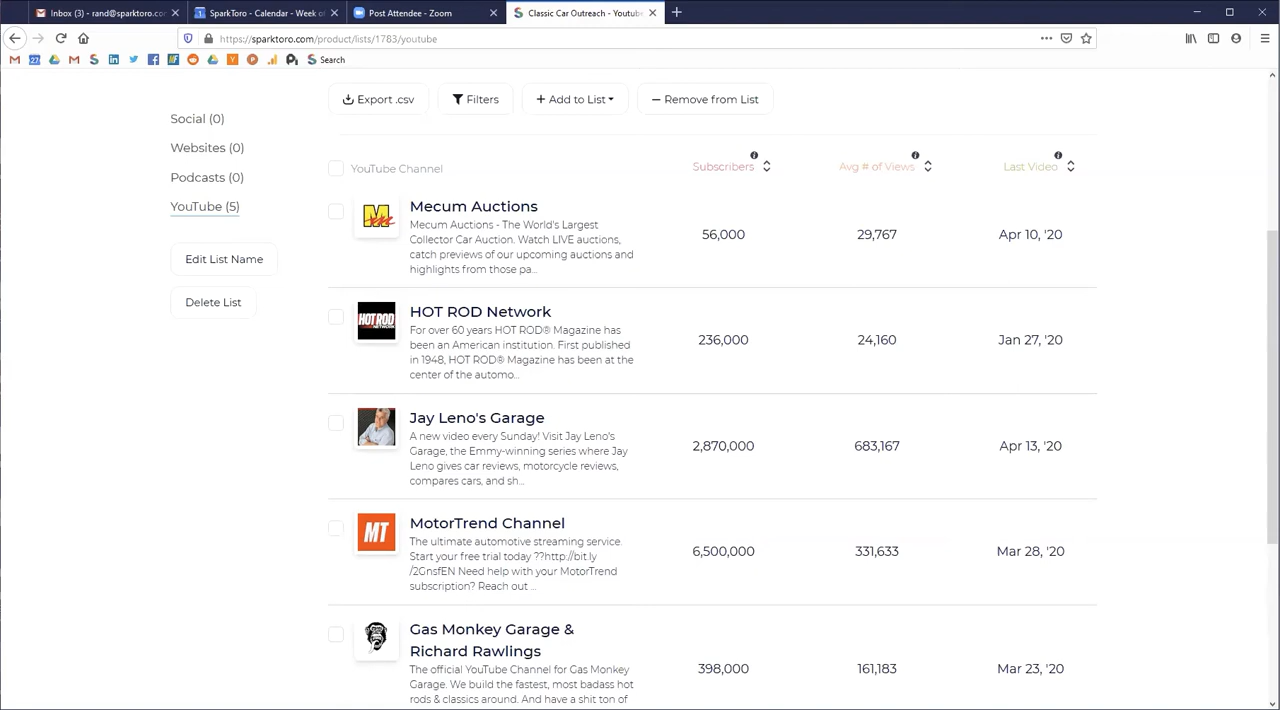 Inbox (3) - rand@sparktoro.co
SparkToro - Calendar - Week of
Post Attendee - Zoom
Classic Car Outreach - Youtube
https://sparktoro.com/product/lists/1783/youtube
Search
Export .csv
Filters
+ Add to List
− Remove from List
Social (0)
Websites (0)
Podcasts (0)
YouTube (5)
Edit List Name
Delete List
YouTube Channel
Subscribers
Avg # of Views
Last Video
Mecum Auctions
Mecum Auctions - The World's Largest
Collector Car Auction. Watch LIVE auctions,
catch previews of our upcoming auctions and
highlights from those pa...
56,000
29,767
Apr 10, '20
HOT ROD NETWORK
HOT ROD Network
For over 60 years HOT ROD® Magazine has
been an American institution. First published
in 1948, HOT ROD® Magazine has been at the
center of the automo...
236,000
24,160
Jan 27, '20
Jay Leno's Garage
A new video every Sunday! Visit Jay Leno's
Garage, the Emmy-winning series where Jay
Leno gives car reviews, motorcycle reviews,
compares cars, and sh...
2,870,000
683,167
Apr 13, '20
MT
MotorTrend Channel
The ultimate automotive streaming service.
Start your free trial today ??http://bit.ly
/2GnsfEN Need help with your MotorTrend
subscription? Reach out ...
6,500,000
331,633
Mar 28, '20
Gas Monkey Garage &
Richard Rawlings
The official YouTube Channel for Gas Monkey
Garage. We build the fastest, most badass hot
rods & classics around. And have a shit ton of
398,000
161,183
Mar 23, '20